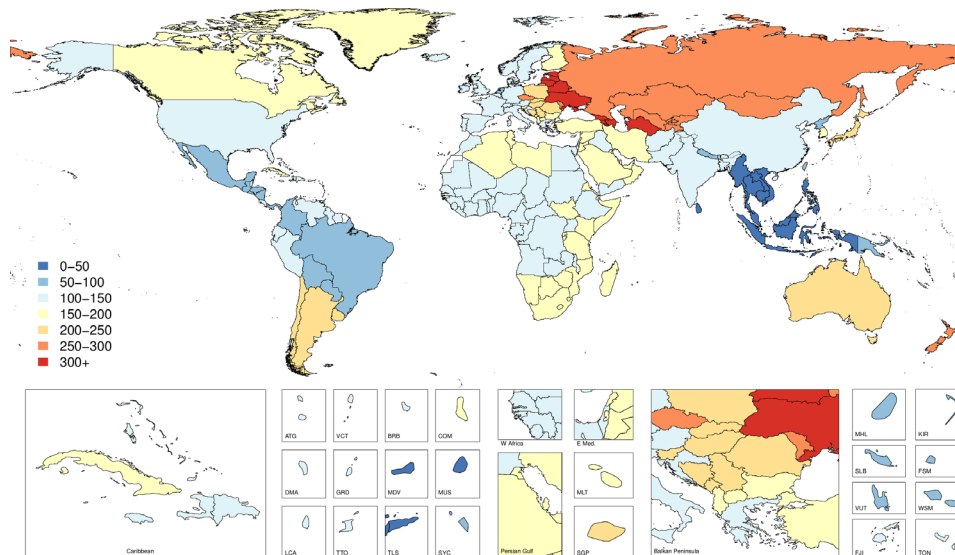 0−50
50−100
100−150
150−200
200−250
250−300
300+
ATG
VCT
BRB
COM
W Africa
E Med.
MHL
KIR
DMA
GRD
MDV
MUS
MLT
SLB
FSM
VUT
WSM
LCA
TTO
TLS
SYC
SGP
FJI
TON
Caribbean
Persian Gulf
Balkan Peninsula